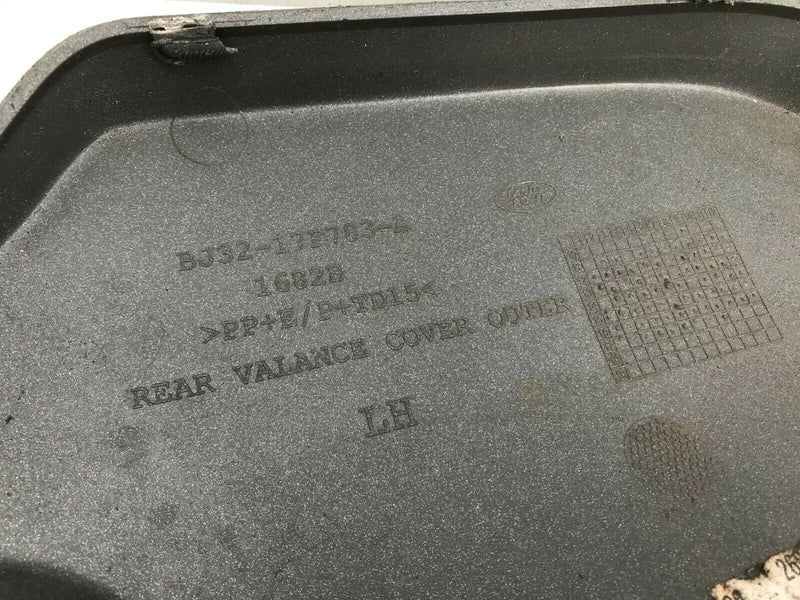 BJ32-17F763-A
1682B
>PP+E/P+TD15<
REAR VALANCE COVER OUTER
LH